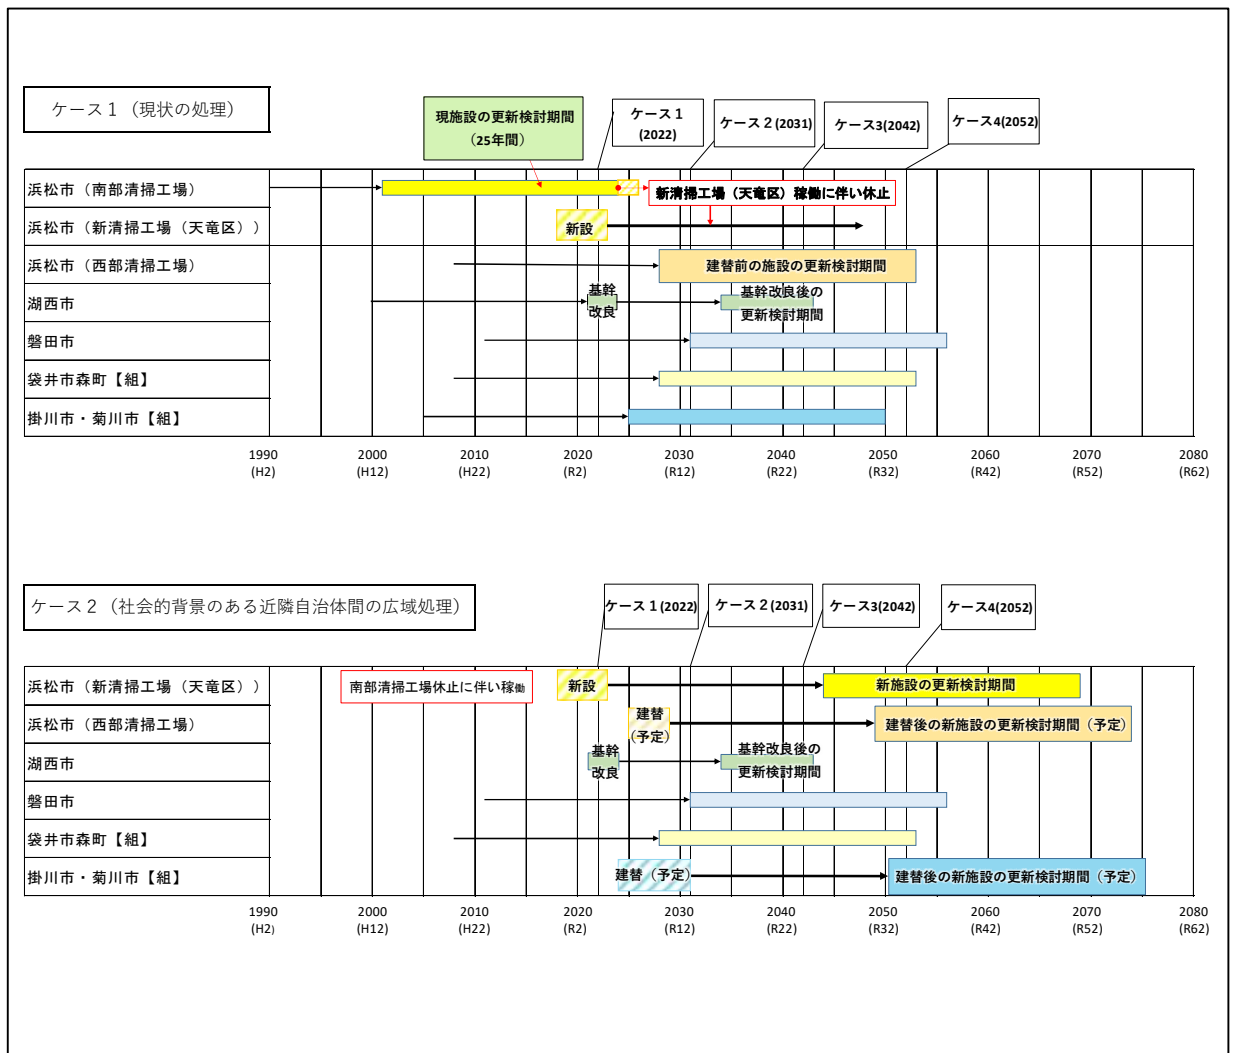 ケース１（現状の処理）
現施設の更新検討期間
（25年間）
ケース１
(2022)
ケース２(2031)
ケース3(2042)
ケース4(2052)
浜松市（南部清掃工場）
新清掃工場（天竜区）稼働に伴い休止
浜松市（新清掃工場（天竜区））
新設
浜松市（西部清掃工場）
建替前の施設の更新検討期間
湖西市
基幹
改良
基幹改良後の
更新検討期間
磐田市
袋井市森町【組】
掛川市・菊川市【組】
1990 2000 2010 2020 2030 2040 2050 2060 2070 2080
(H2) (H12) (H22) (R2) (R12) (R22) (R32) (R42) (R52) (R62)
ケース２（社会的背景のある近隣自治体間の広域処理）
ケース１(2022)
ケース２(2031)
ケース3(2042)
ケース4(2052)
浜松市（新清掃工場（天竜区））
南部清掃工場休止に伴い稼働
新設
新施設の更新検討期間
浜松市（西部清掃工場）
建替
（予定）
建替後の新施設の更新検討期間（予定）
湖西市
基幹
改良
基幹改良後の
更新検討期間
磐田市
袋井市森町【組】
掛川市・菊川市【組】
建替（予定）
建替後の新施設の更新検討期間（予定）
1990 2000 2010 2020 2030 2040 2050 2060 2070 2080
(H2) (H12) (H22) (R2) (R12) (R22) (R32) (R42) (R52) (R62)